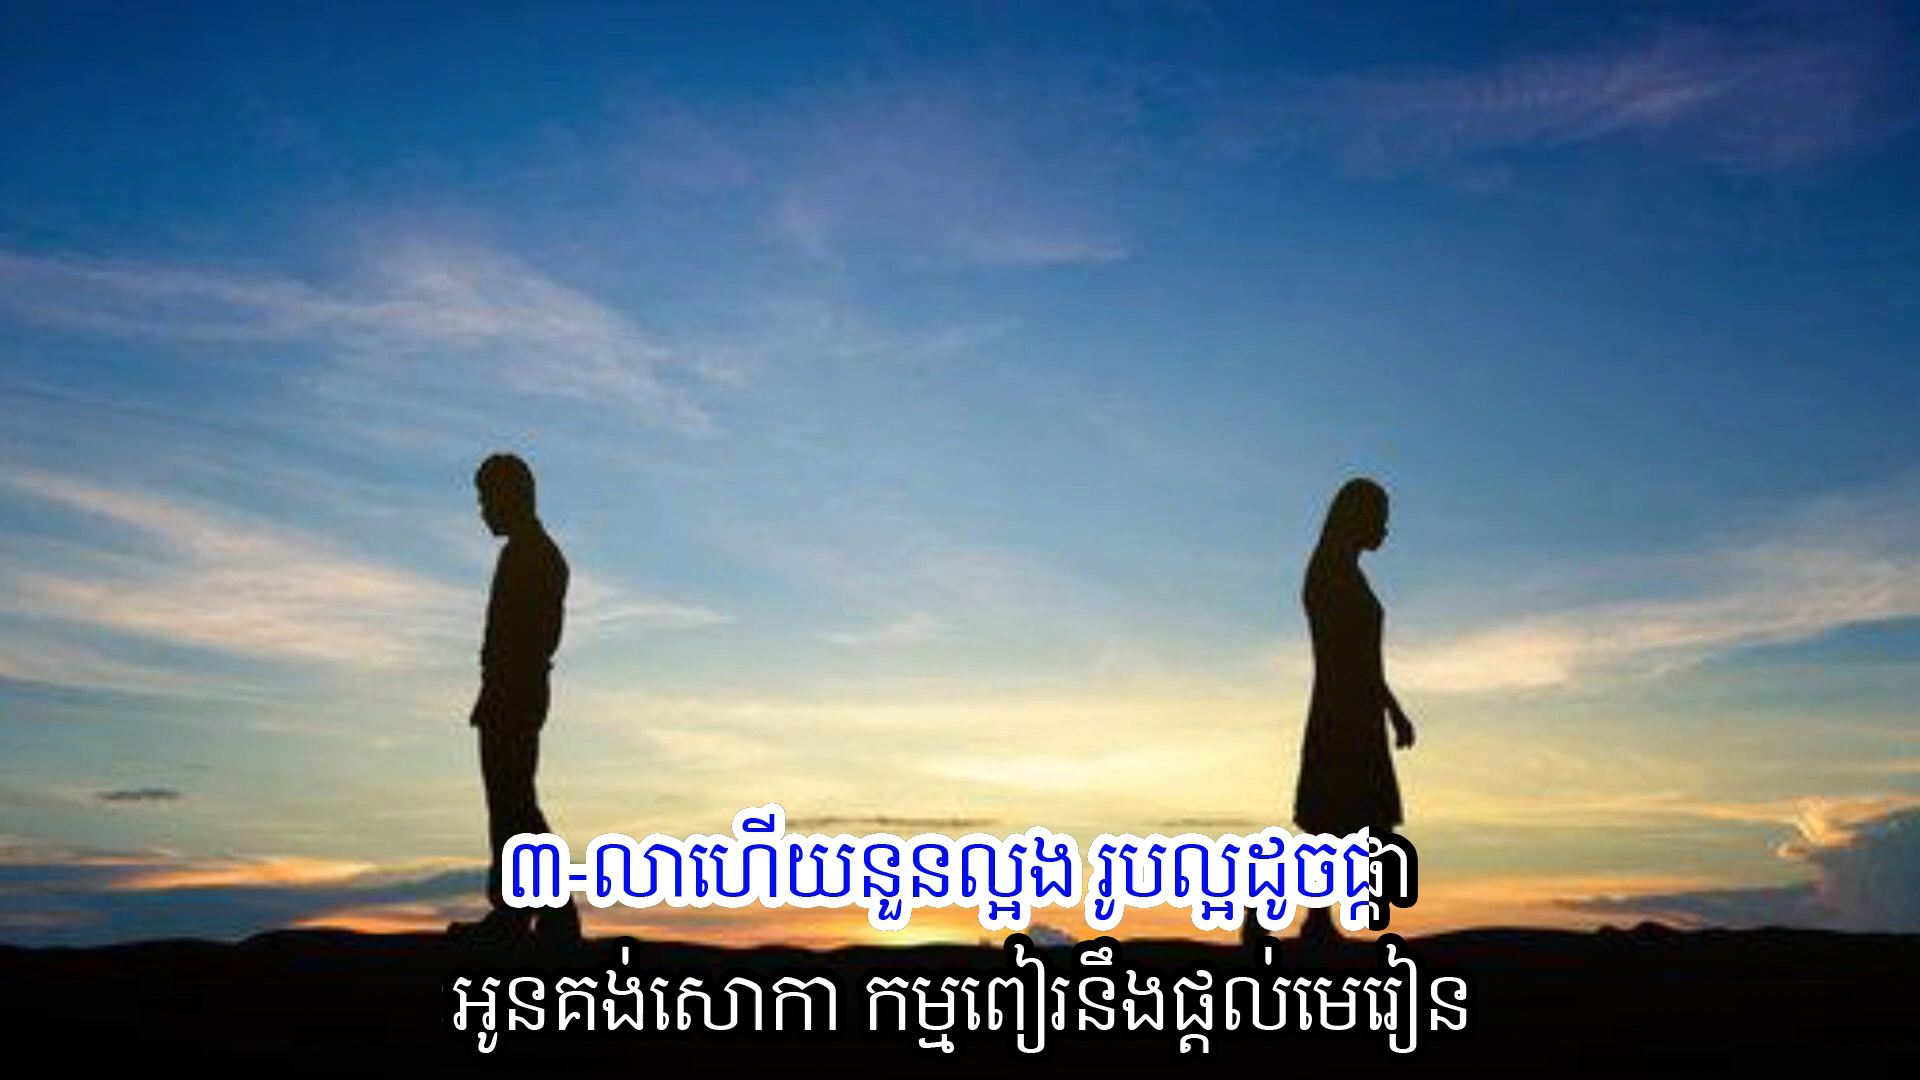 ៣-លាហើយនួនល្អង រូបល្អដូចផ្កា
អូនគង់សោកា កម្មពៀរនឹងផ្តល់មេរៀន